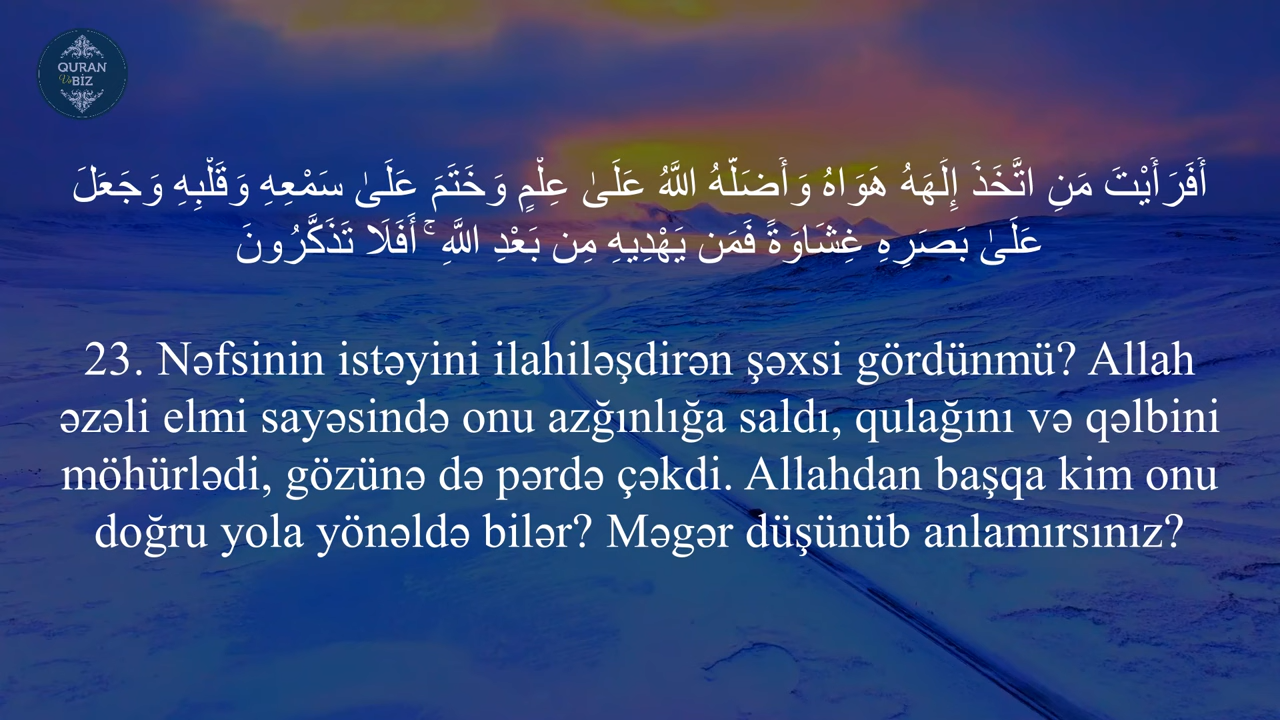 QURAN
Və BİZ
أَفَرَأَيْتَ مَنِ اتَّخَذَ إِلَٰهَهُ هَوَاهُ وَأَضَلَّهُ اللَّهُ عَلَىٰ عِلْمٍ وَخَتَمَ عَلَىٰ سَمْعِهِ وَقَلْبِهِ وَجَعَلَ
عَلَىٰ بَصَرِهِ غِشَاوَةً فَمَن يَهْدِيهِ مِن بَعْدِ اللَّهِ ۚ أَفَلَا تَذَكَّرُونَ
23. Nəfsinin istəyini ilahiləşdirən şəxsi gördünmü? Allah
əzəli elmi sayəsində onu azğınlığa saldı, qulağını və qəlbini
möhürlədi, gözünə də pərdə çəkdi. Allahdan başqa kim onu
doğru yola yönəldə bilər? Məgər düşünüb anlamırsınız?